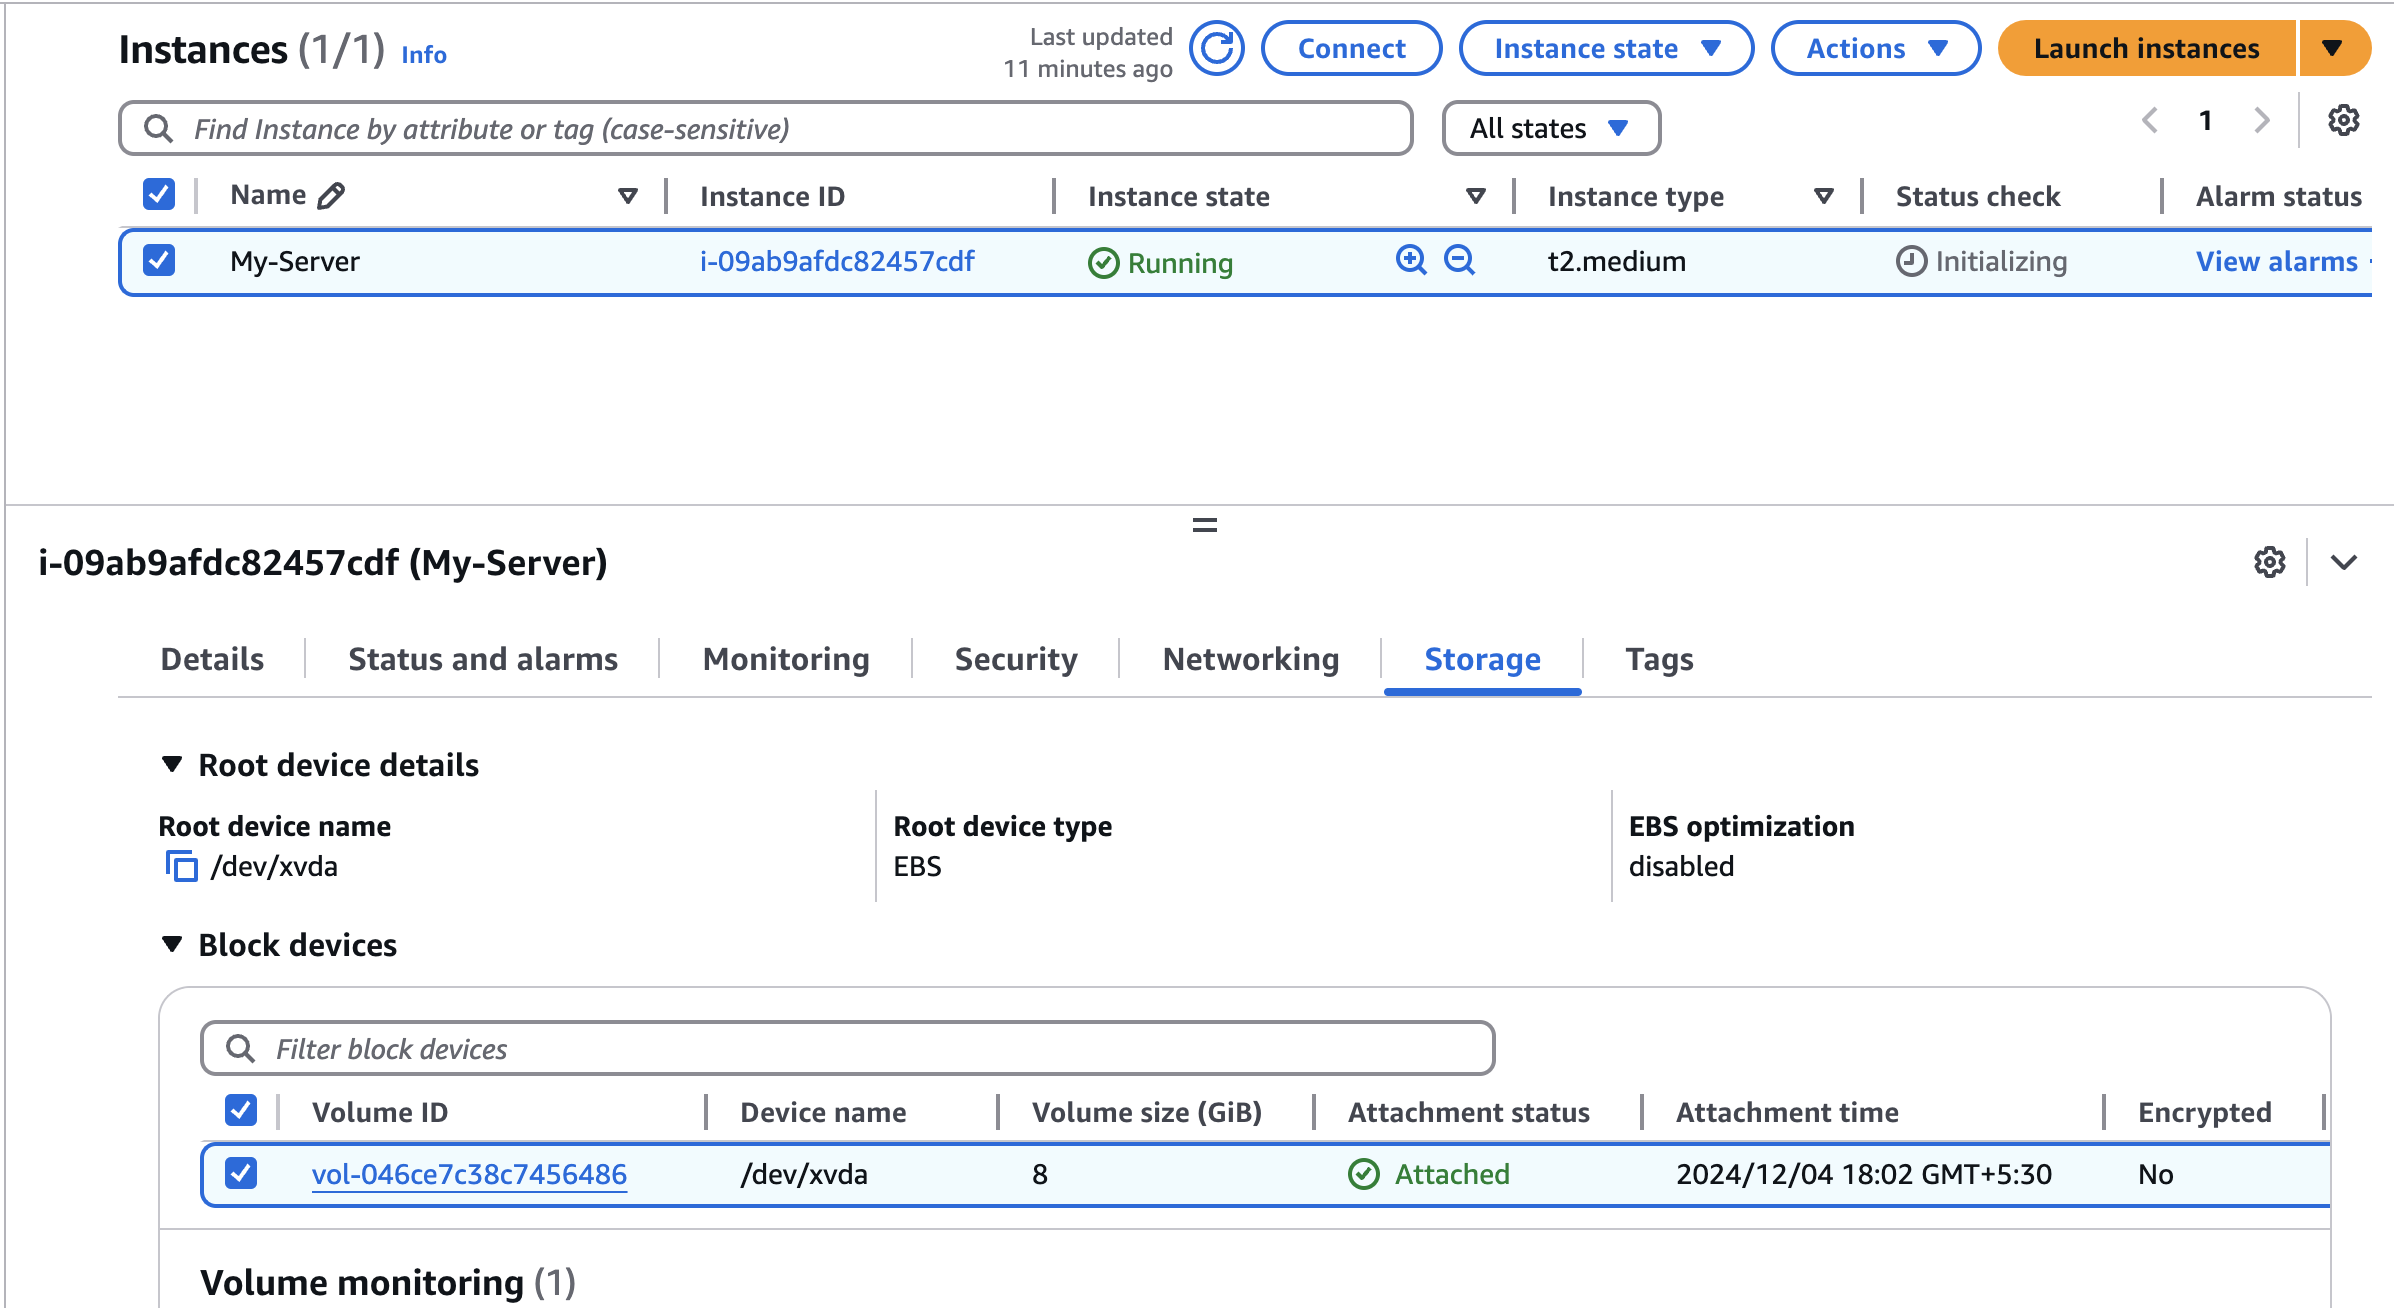 Instances (1/1) Info
Last updated
11 minutes ago
Connect
Instance state
Actions
Launch instances
Find Instance by attribute or tag (case-sensitive)
All states
1
Name Instance ID Instance state Instance type Status check Alarm status
My-Server i-09ab9afdc82457cdf Running t2.medium Initializing View alarms
i-09ab9afdc82457cdf (My-Server)
Details Status and alarms Monitoring Security Networking Storage Tags
Root device details
Root device name Root device type EBS optimization
/dev/xvda EBS disabled
Block devices
Filter block devices
Volume ID Device name Volume size (GiB) Attachment status Attachment time Encrypted
vol-046ce7c38c7456486 /dev/xvda 8 Attached 2024/12/04 18:02 GMT+5:30 No
Volume monitoring (1)